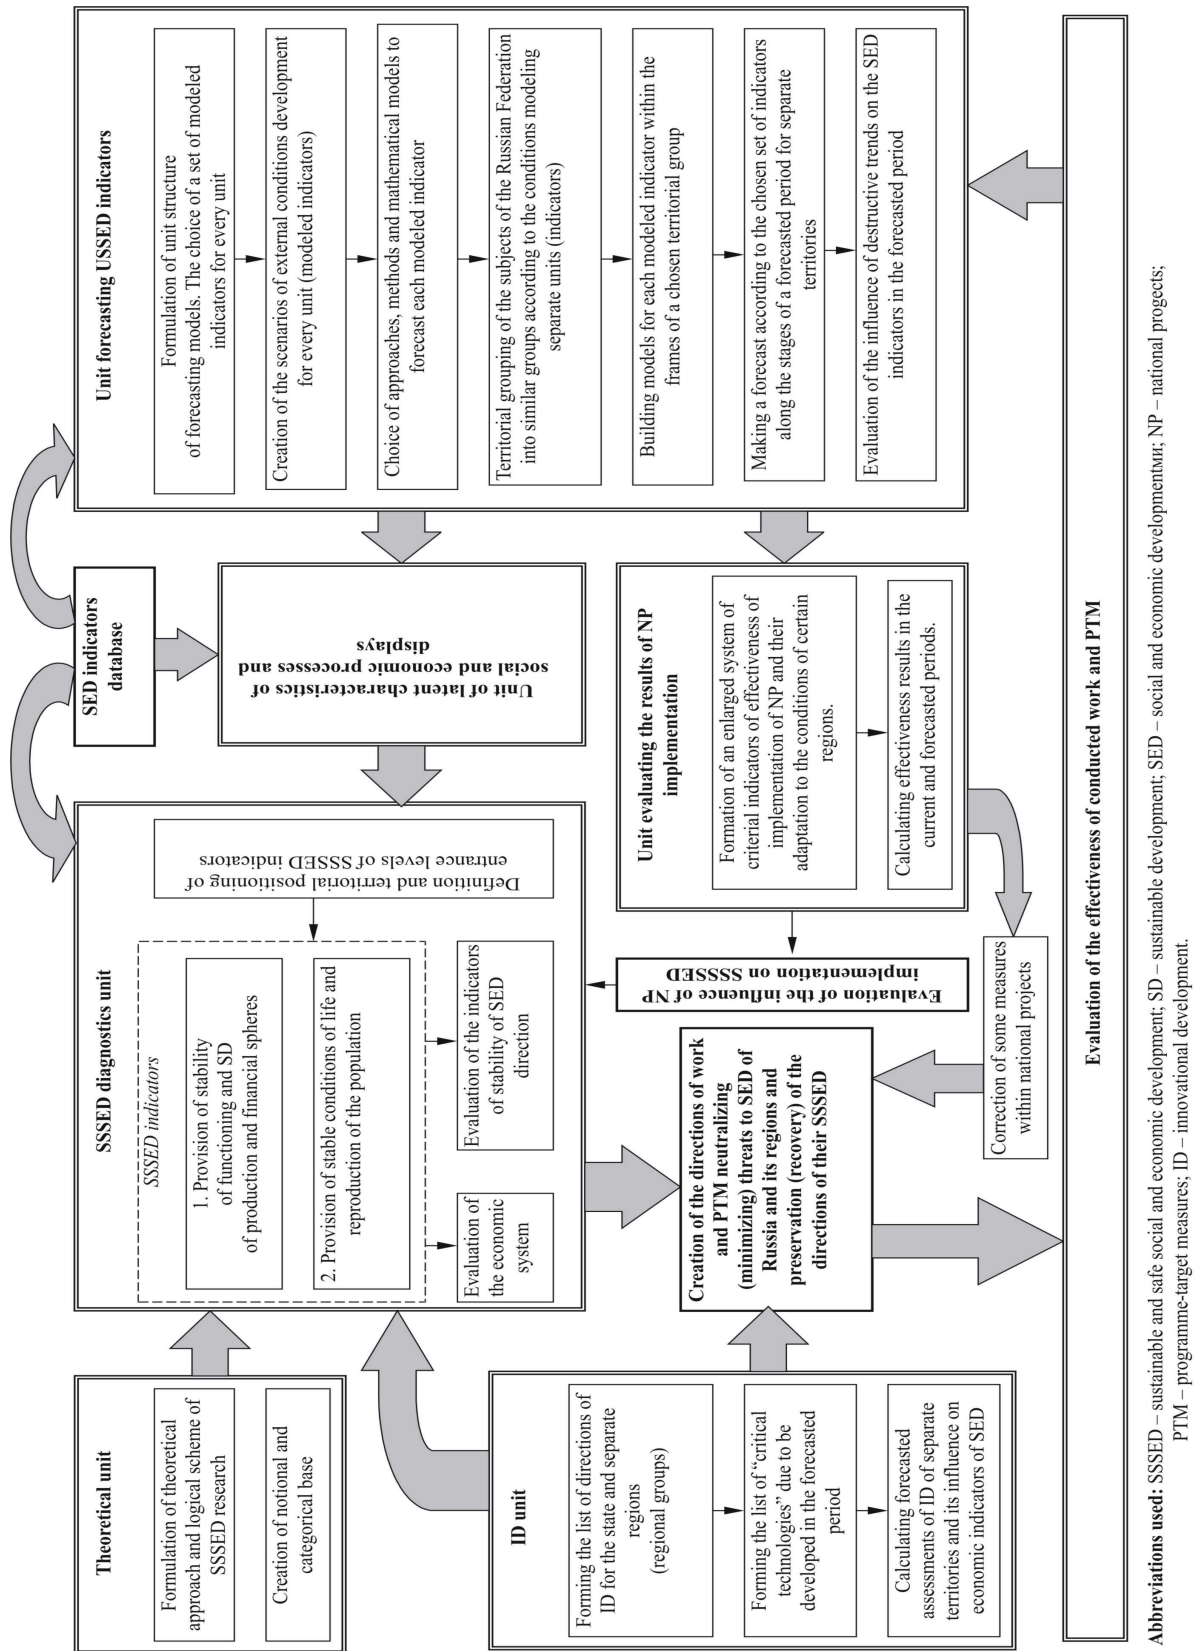 Theoretical unit
Formulation of theoretical
approach and logical scheme of
SSSED research
Creation of notional and
categorical base
SSSED diagnostics unit
SSSED indicators
1. Provision of stability
of functioning and SD
of production and financial spheres
2. Provision of stable conditions of life and
reproduction of the population
Definition and territorial positioning of
entrance levels of SSSED indicators
Evaluation of
the economic
system
Evaluation of the indicators
of stability of SED
direction
SED indicators
database
Unit of latent characteristics of
social and economic processes and
displays
Unit forecasting USSED indicators
Formulation of unit structure
of forecasting models. The choice of a set of modeled
indicators for every unit
Creation of the scenarios of external conditions development
for every unit (modeled indicators)
Choice of approaches, methods and mathematical models to
forecast each modeled indicator
Territorial grouping of the subjects of the Russian Federation
into similar groups according to the conditions modeling
separate units (indicators)
Building models for each modeled indicator within the
frames of a chosen territorial group
Making a forecast according to the chosen set of indicators
along the stages of a forecasted period for separate
territories
Evaluation of the influence of destructive trends on the SED
indicators in the forecasted period
ID unit
Forming the list of directions of
ID for the state and separate
regions
(regional groups)
Forming the list of “critical
technologies” due to be
developed in the forecasted
period
Calculating forecasted
assessments of ID of separate
territories and its influence on
economic indicators of SED
Creation of the directions of work
and PTM neutralizing
(minimizing) threats to SED of
Russia and its regions and
preservation (recovery) of the
directions of their SSSED
Evaluation of the influence of NP
implementation on SSSSED
Unit evaluating the results of NP
implementation
Formation of an enlarged system of
criterial indicators of effectiveness of
implementation of NP and their
adaptation to the conditions of certain
regions.
Calculating effectiveness results in the
current and forecasted periods.
Correction of some measures
within national projects
Evaluation of the effectiveness of conducted work and PTM
Abbreviations used: SSSED – sustainable and safe social and economic development; SD – sustainable development; SED – social and economic developmentми; NP – national progects;
PTM – programme-target measures; ID – innovational development.